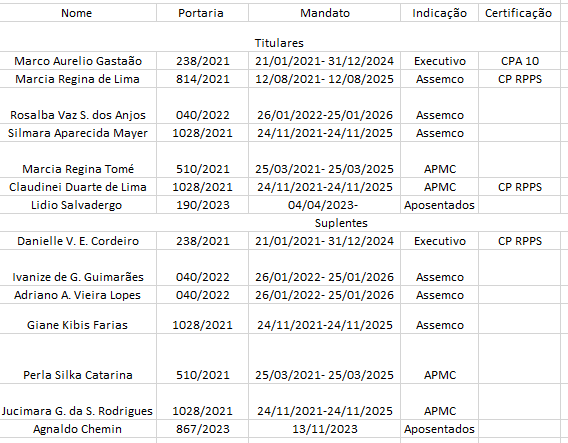 Nome Portaria Mandato Indicação Certificação
Titulares
Marco Aurelio Gastaão 238/2021 21/01/2021- 31/12/2024 Executivo CPA 10
Marcia Regina de Lima 814/2021 12/08/2021- 12/08/2025 Assemco CP RPPS
Rosalba Vaz S. dos Anjos 040/2022 26/01/2022-25/01/2026 Assemco
Silmara Aparecida Mayer 1028/2021 24/11/2021-24/11/2025 Assemco
Marcia Regina Tomé 510/2021 25/03/2021- 25/03/2025 APMC
Claudinei Duarte de Lima 1028/2021 24/11/2021-24/11/2025 APMC CP RPPS
Lidio Salvadergo 190/2023 04/04/2023- Aposentados
Suplentes
Danielle V. E. Cordeiro 238/2021 21/01/2021- 31/12/2024 Executivo CP RPPS
Ivanize de G. Guimarães 040/2022 26/01/2022- 25/01/2026 Assemco
Adriano A. Vieira Lopes 040/2022 26/01/2022- 25/01/2026 Assemco
Giane Kibis Farias 1028/2021 24/11/2021-24/11/2025 Assemco
Perla Silka Catarina 510/2021 25/03/2021- 25/03/2025 APMC
Jucimara G. da S. Rodrigues 1028/2021 24/11/2021-24/11/2025 APMC
Agnaldo Chemin 867/2023 13/11/2023 Aposentados